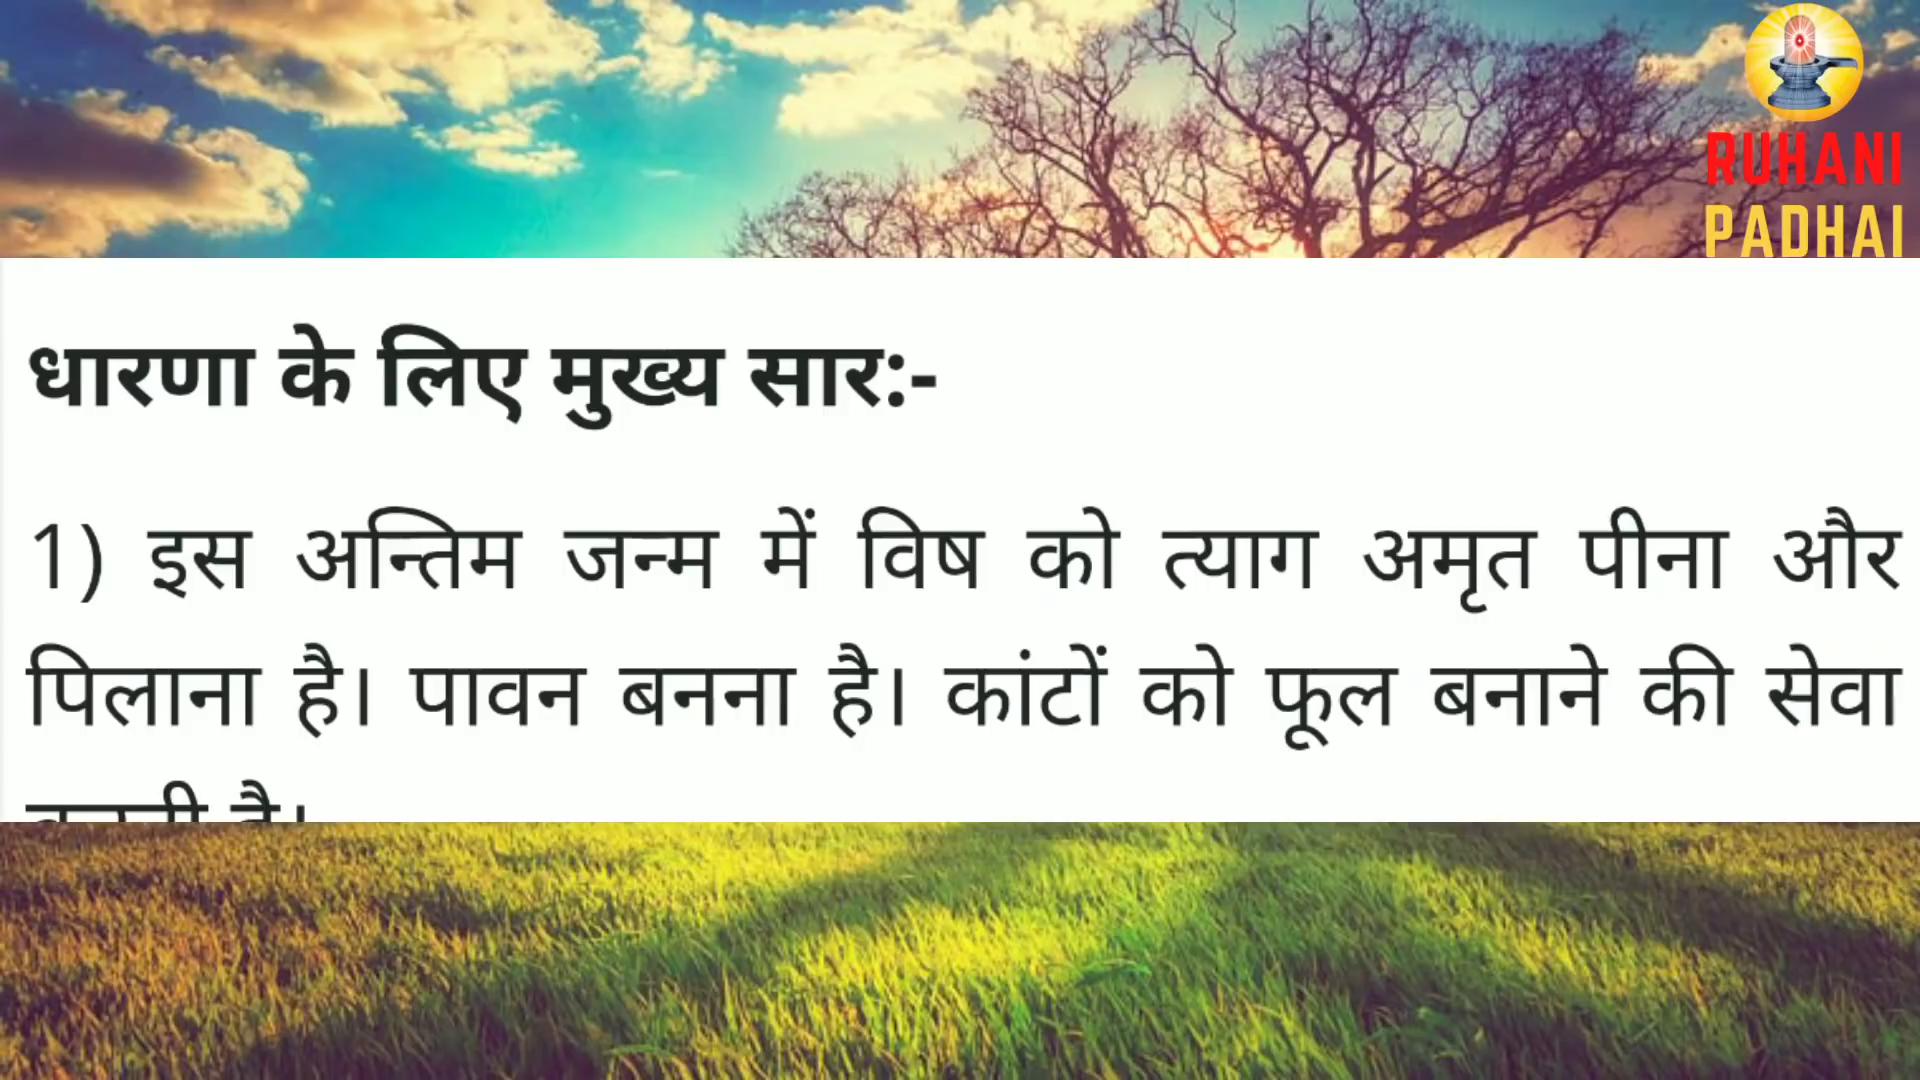 RUHANI
PADHAI
धारणा के लिए मुख्य सार:-
1) इस अन्तिम जन्म में विष को त्याग अमृत पीना और
पिलाना है। पावन बनना है। कांटों को फूल बनाने की सेवा